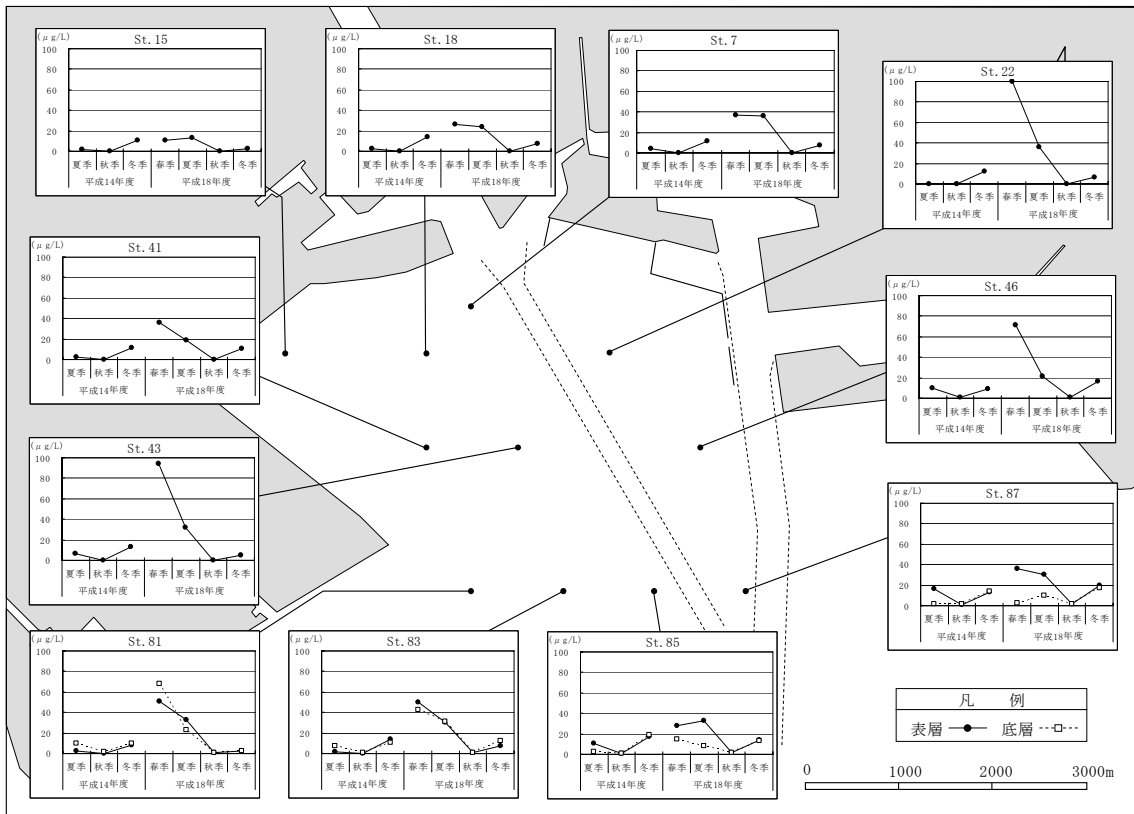 St.15
(μg/L)
100
80
60
40
20
0
夏季 秋季 冬季 春季 夏季 秋季 冬季
平成14年度 平成18年度
St.18
(μg/L)
100
80
60
40
20
0
夏季 秋季 冬季 春季 夏季 秋季 冬季
平成14年度 平成18年度
St.7
(μg/L)
100
80
60
40
20
0
夏季 秋季 冬季 春季 夏季 秋季 冬季
平成14年度 平成18年度
St.22
(μg/L)
100
80
60
40
20
0
夏季 秋季 冬季 春季 夏季 秋季 冬季
平成14年度 平成18年度
St.41
(μg/L)
100
80
60
40
20
0
夏季 秋季 冬季 春季 夏季 秋季 冬季
平成14年度 平成18年度
St.46
(μg/L)
100
80
60
40
20
0
夏季 秋季 冬季 春季 夏季 秋季 冬季
平成14年度 平成18年度
St.43
(μg/L)
100
80
60
40
20
0
夏季 秋季 冬季 春季 夏季 秋季 冬季
平成14年度 平成18年度
St.87
(μg/L)
100
80
60
40
20
0
夏季 秋季 冬季 春季 夏季 秋季 冬季
平成14年度 平成18年度
St.81
(μg/L)
100
80
60
40
20
0
夏季 秋季 冬季 春季 夏季 秋季 冬季
平成14年度 平成18年度
St.83
(μg/L)
100
80
60
40
20
0
夏季 秋季 冬季 春季 夏季 秋季 冬季
平成14年度 平成18年度
St.85
(μg/L)
100
80
60
40
20
0
夏季 秋季 冬季 春季 夏季 秋季 冬季
平成14年度 平成18年度
凡 例
表層 底層
0 1000 2000 3000m